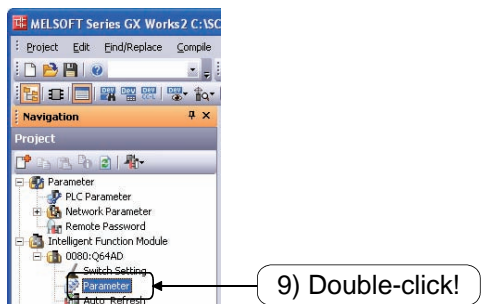 MELSOFT Series GX Works2 C:\SC
Project Edit Find/Replace Compile
Navigation
Project
Parameter
PLC Parameter
Network Parameter
Remote Password
Intelligent Function Module
0080:Q64AD
Switch Setting
Parameter
Auto_Refresh
9) Double-click!